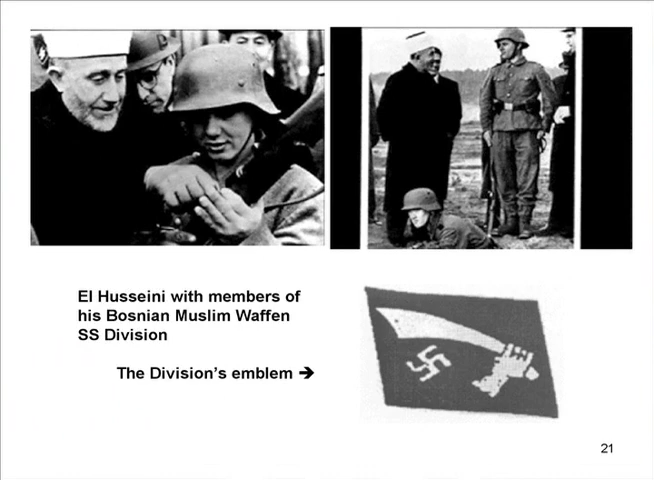 El Husseini with members of
his Bosnian Muslim Waffen
SS Division
The Division's emblem ➔
21